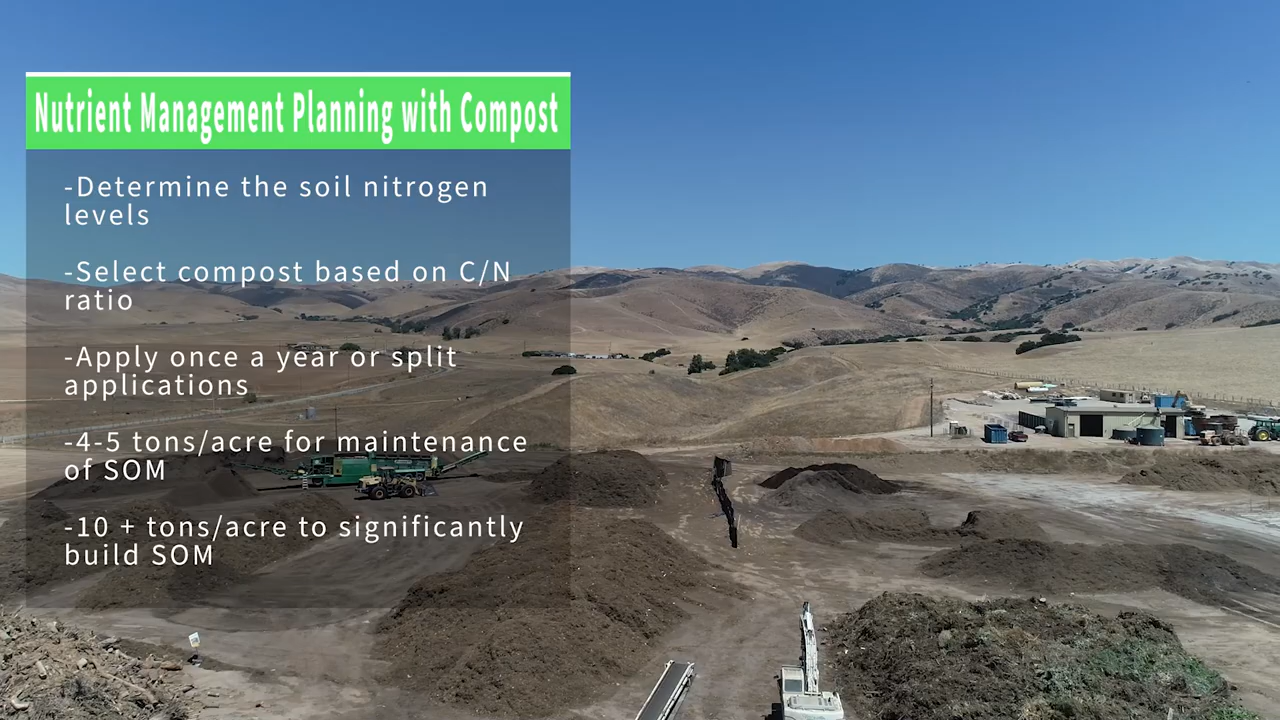 Nutrient Management Planning with Compost
-Determine the soil nitrogen
levels
-Select compost based on C/N
ratio
-Apply once a year or split
applications
-4-5 tons/acre for maintenance
of SOM
-10 + tons/acre to significantly
build SOM